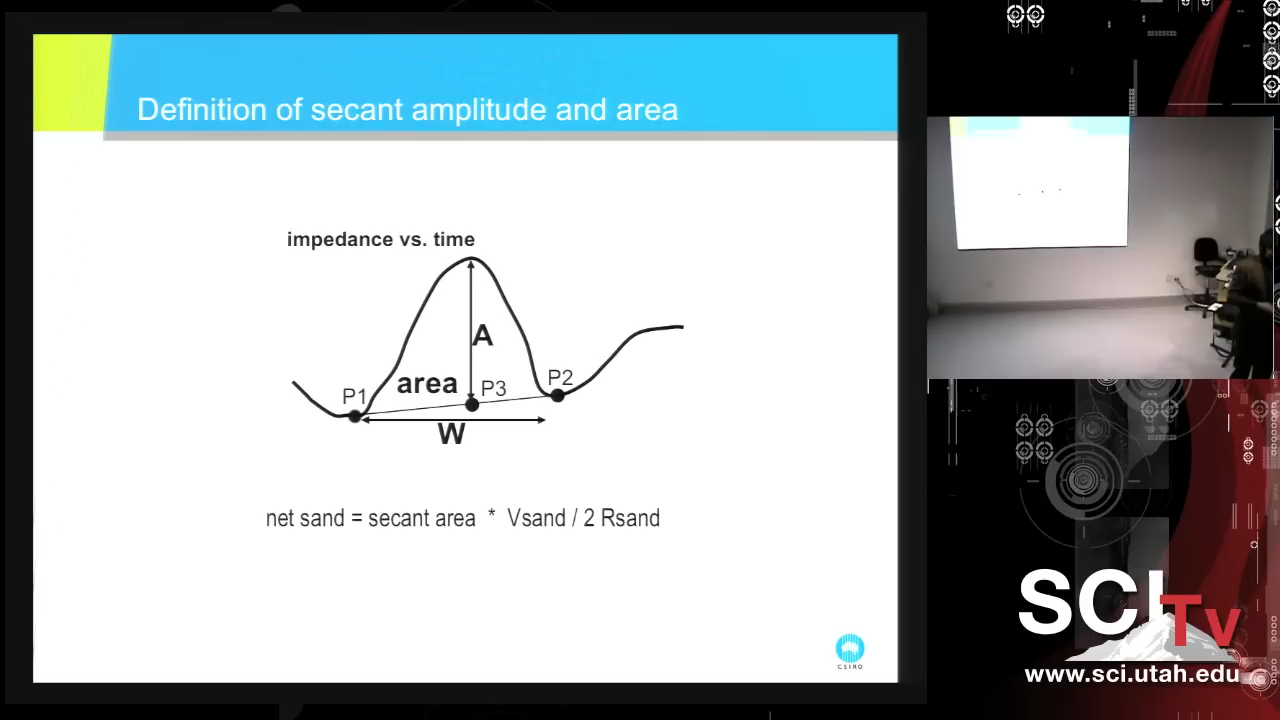 Definition of secant amplitude and area
impedance vs. time
A
area
P1
P3
P2
W
net sand = secant area * Vsand / 2 Rsand
CSIRO
SCI
Tv
www.sci.utah.edu